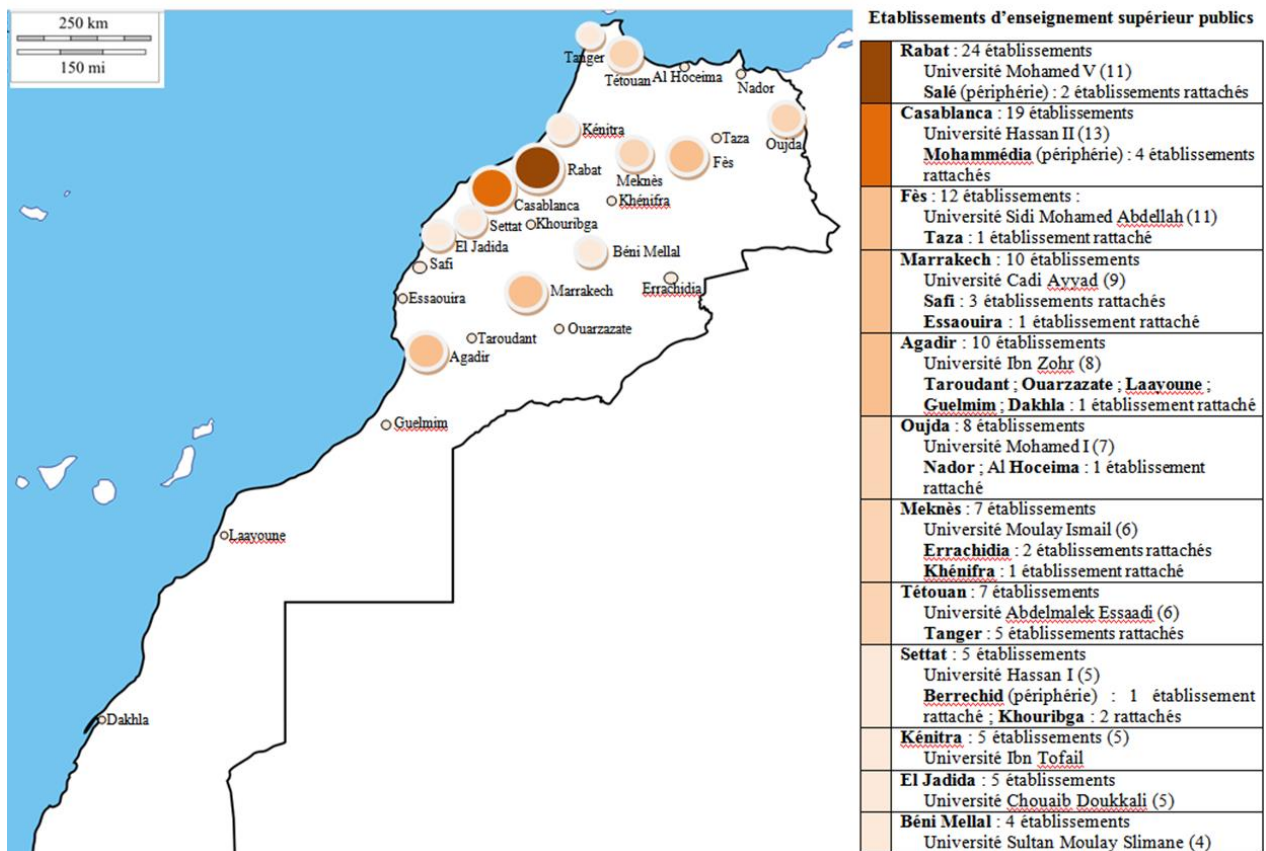 250 km
150 mi
Tanger
Tétouan
Al Hoceima
Nador
Kénitra
Taza
Oujda
Rabat
Meknès
Fès
Casablanca
Khénifra
Settat
Khouribga
El Jadida
Béni Mellal
Safi
Errachidia
Essaouira
Marrakech
Taroudant
Ouarzazate
Agadir
Guelmim
Laayoune
Dakhla
Etablissements d'enseignement supérieur publics
Rabat : 24 établissements
Université Mohamed V (11)
Salé (périphérie) : 2 établissements rattachés
Casablanca : 19 établissements
Université Hassan II (13)
Mohammédia (périphérie) : 4 établissements
rattachés
Fès : 12 établissements :
Université Sidi Mohamed Abdellah (11)
Taza : 1 établissement rattaché
Marrakech : 10 établissements
Université Cadi Ayyad (9)
Safi : 3 établissements rattachés
Essaouira : 1 établissement rattaché
Agadir : 10 établissements
Université Ibn Zohr (8)
Taroudant ; Ouarzazate ; Laayoune ;
Guelmim ; Dakhla : 1 établissement rattaché
Oujda : 8 établissements
Université Mohamed I (7)
Nador ; Al Hoceima : 1 établissement
rattaché
Meknès : 7 établissements
Université Moulay Ismail (6)
Errachidia : 2 établissements rattachés
Khénifra : 1 établissement rattaché
Tétouan : 7 établissements
Université Abdelmalek Essaadi (6)
Tanger : 5 établissements rattachés
Settat : 5 établissements
Université Hassan I (5)
Berrechid (périphérie) : 1 établissement
rattaché ; Khouribga : 2 rattachés
Kénitra : 5 établissements (5)
Université Ibn Tofail
El Jadida : 5 établissements
Université Chouaib Doukkali (5)
Béni Mellal : 4 établissements
Université Sultan Moulay Slimane (4)